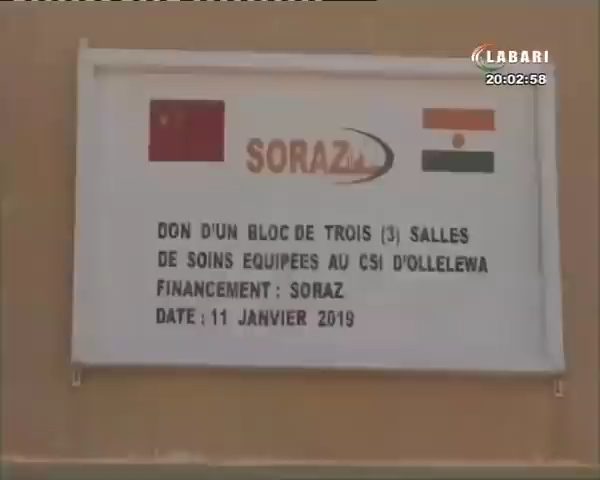 LABARI
20:02:58
SORAZ
DON D'UN BLOC DE TROIS (3) SALLES
DE SOINS EQUIPEES AU CSI D'OLLELEWA
FINANCEMENT : SORAZ
DATE : 11 JANVIER 2019